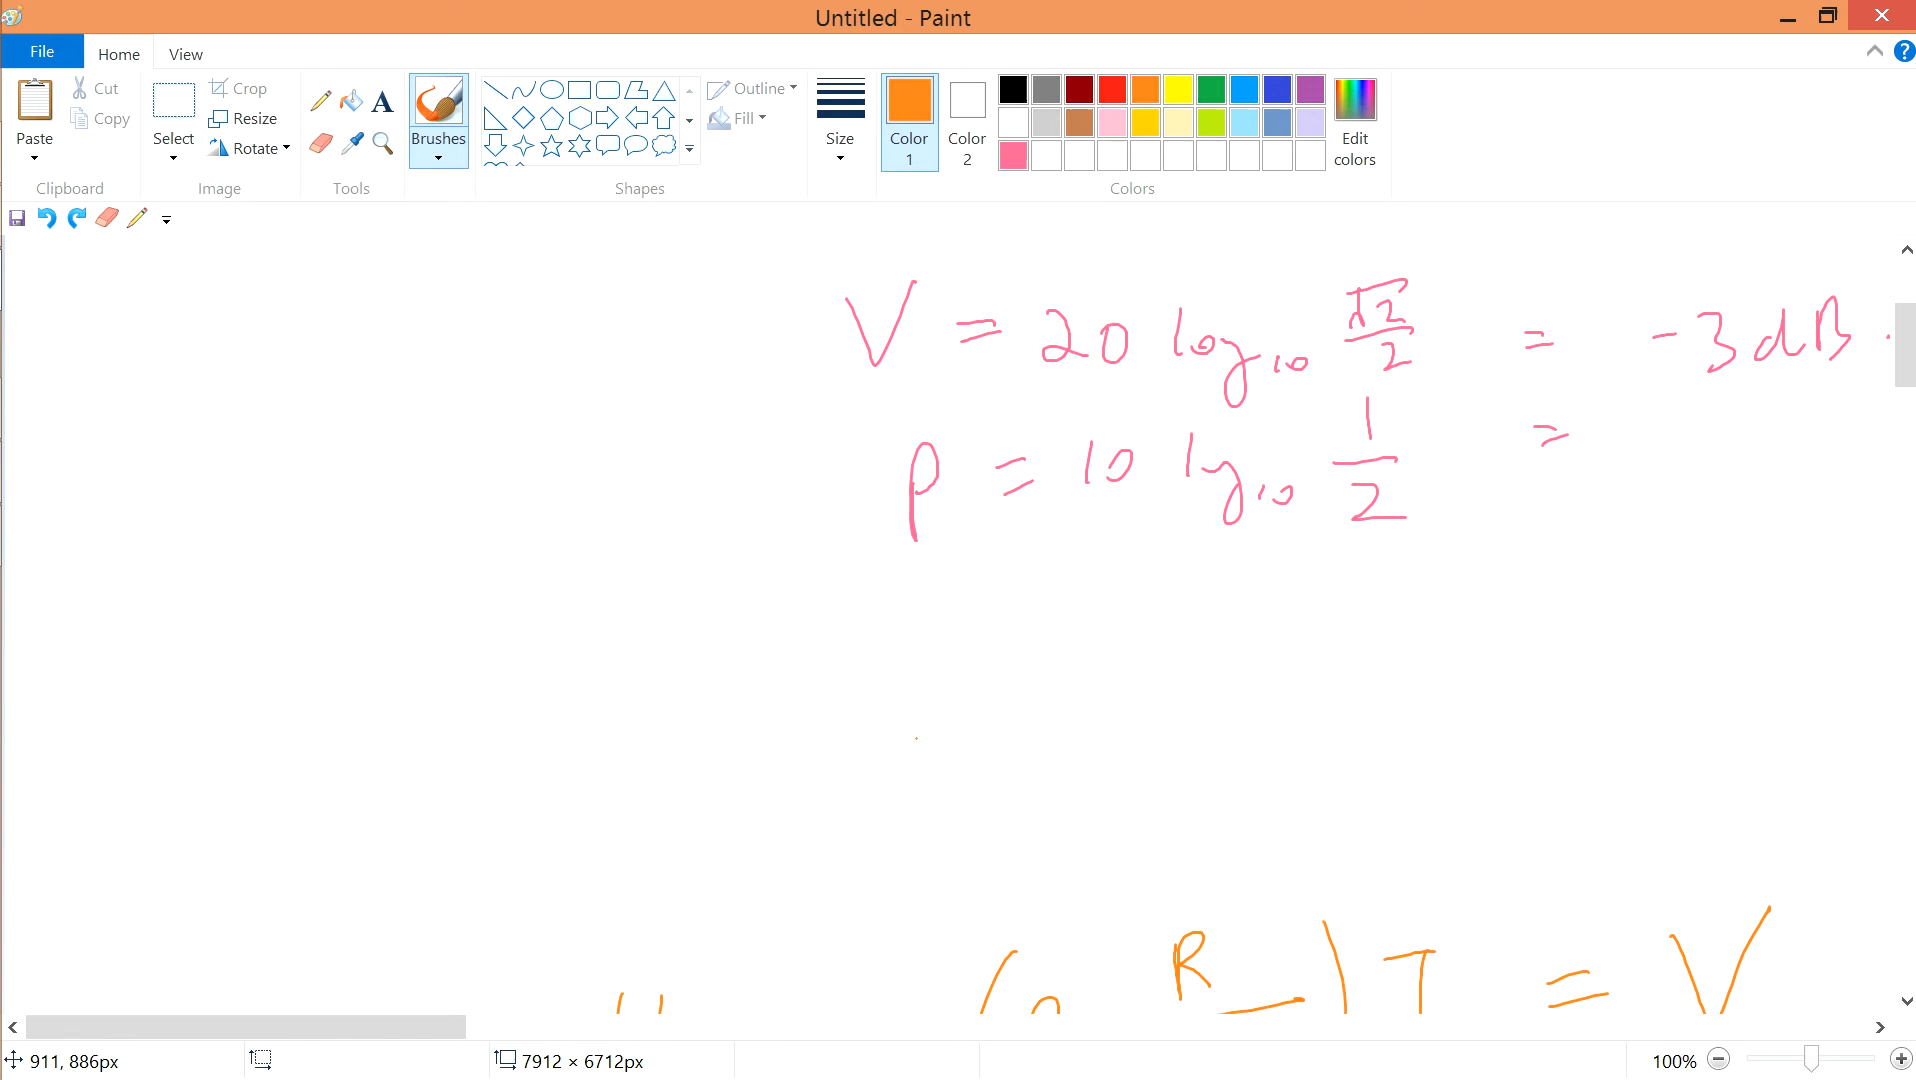 Untitled - Paint
File Home View
Paste Cut Copy Clipboard
Select Crop Resize Rotate Image
Tools
Brushes
Shapes Outline Fill
Size
Color 1 Color 2 Edit colors Colors
V = 20 log₁₀ √2/2 = -3dB
P = 10 log₁₀ 1/2 =
R ) I = V
911, 886px 7912 × 6712px 100%